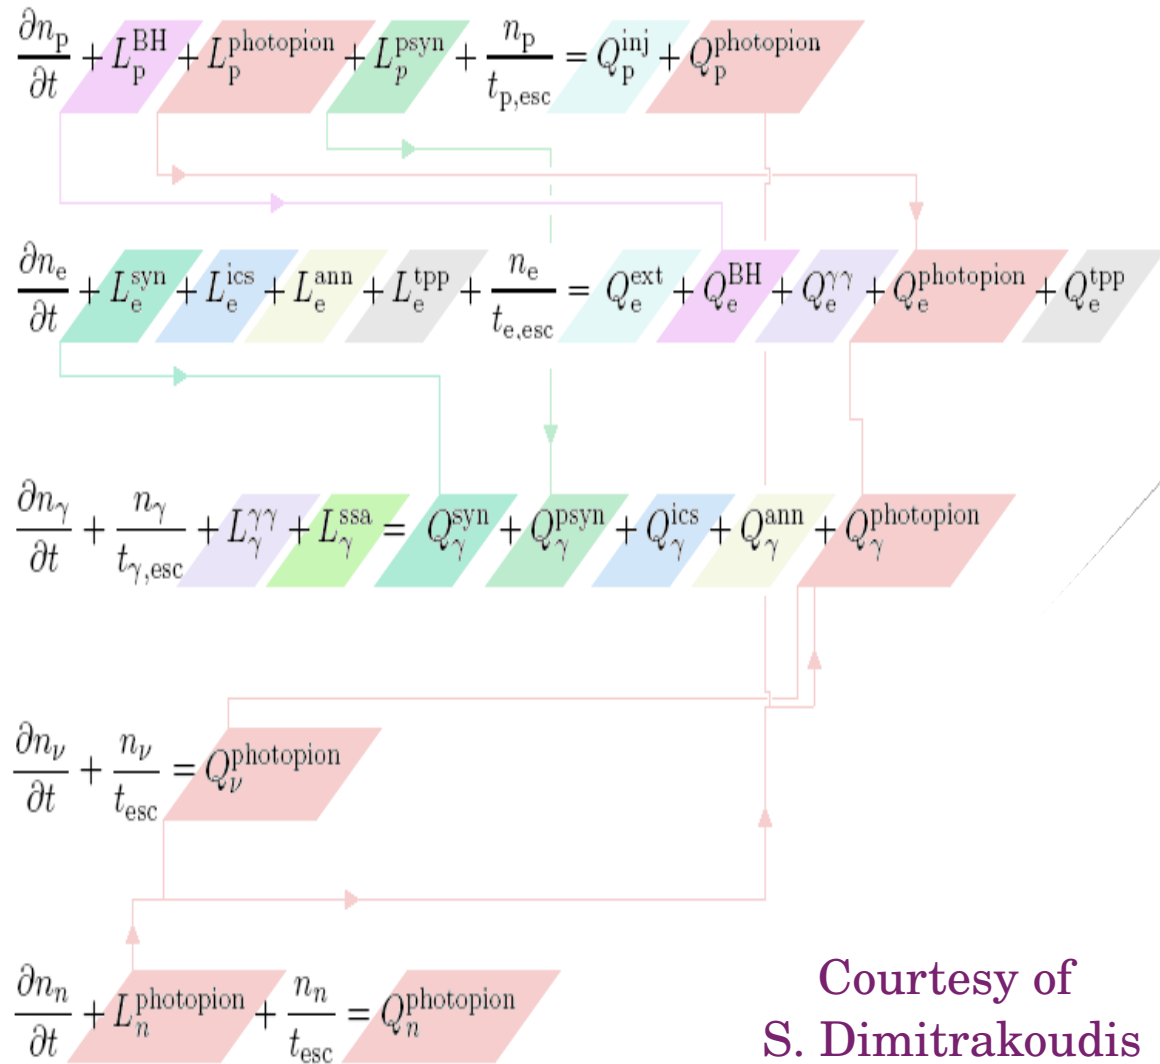 ∂n_p/∂t + L_p^BH + L_p^photopion + L_p^psyn + n_p/t_p,esc = Q_p^inj + Q_p^photopion
∂n_e/∂t + L_e^syn + L_e^ics + L_e^ann + L_e^tpp + n_e/t_e,esc = Q_e^ext + Q_e^BH + Q_e^γγ + Q_e^photopion + Q_e^tpp
∂n_γ/∂t + n_γ/t_γ,esc + L_γ^γγ + L_γ^ssa = Q_γ^syn + Q_γ^psyn + Q_γ^ics + Q_γ^ann + Q_γ^photopion
∂n_ν/∂t + n_ν/t_esc = Q_ν^photopion
∂n_n/∂t + L_n^photopion + n_n/t_esc = Q_n^photopion
Courtesy of
S. Dimitrakoudis